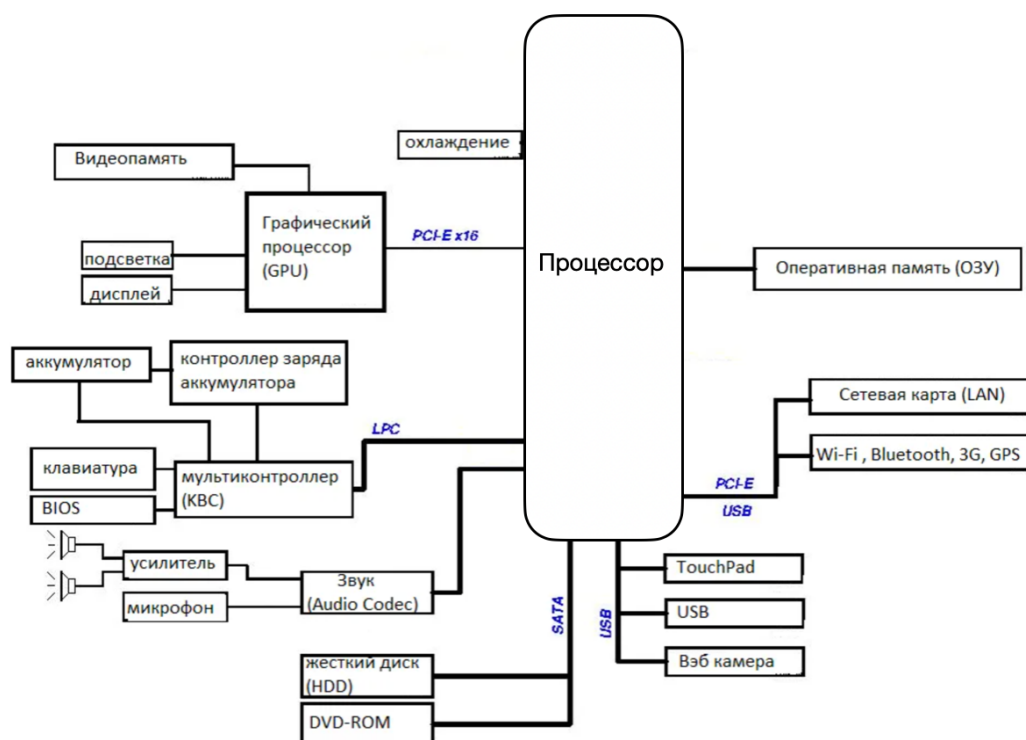 охлаждение
Видеопамять
Графический
процессор
(GPU)
PCI-E x16
подсветка
дисплей
Процессор
Оперативная память (ОЗУ)
аккумулятор
контроллер заряда
аккумулятора
Сетевая карта (LAN)
LPC
Wi-Fi , Bluetooth, 3G, GPS
клавиатура
мультиконтроллер
(KBC)
BIOS
PCI-E
USB
усилитель
микрофон
Звук
(Audio Codec)
SATA
USB
TouchPad
USB
Вэб камера
жесткий диск
(HDD)
DVD-ROM